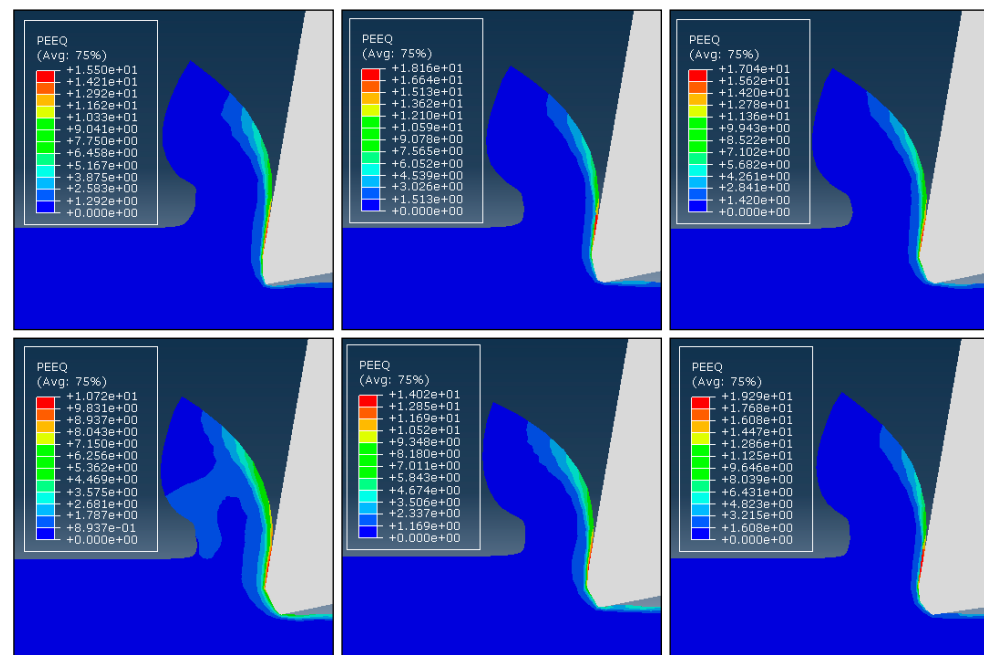 PEEQ
(Avg: 75%)
+1.550e+01
+1.421e+01
+1.292e+01
+1.162e+01
+1.033e+01
+9.041e+00
+7.750e+00
+6.458e+00
+5.167e+00
+3.875e+00
+2.583e+00
+1.292e+00
+0.000e+00
PEEQ
(Avg: 75%)
+1.816e+01
+1.664e+01
+1.513e+01
+1.362e+01
+1.210e+01
+1.059e+01
+9.078e+00
+7.565e+00
+6.052e+00
+4.539e+00
+3.026e+00
+1.513e+00
+0.000e+00
PEEQ
(Avg: 75%)
+1.704e+01
+1.562e+01
+1.420e+01
+1.278e+01
+1.136e+01
+9.943e+00
+8.522e+00
+7.102e+00
+5.682e+00
+4.261e+00
+2.841e+00
+1.420e+00
+0.000e+00
PEEQ
(Avg: 75%)
+1.072e+01
+9.831e+00
+8.937e+00
+8.043e+00
+7.150e+00
+6.256e+00
+5.362e+00
+4.469e+00
+3.575e+00
+2.681e+00
+1.787e+00
+8.937e-01
+0.000e+00
PEEQ
(Avg: 75%)
+1.402e+01
+1.285e+01
+1.169e+01
+1.052e+01
+9.348e+00
+8.180e+00
+7.011e+00
+5.843e+00
+4.674e+00
+3.506e+00
+2.337e+00
+1.169e+00
+0.000e+00
PEEQ
(Avg: 75%)
+1.929e+01
+1.768e+01
+1.608e+01
+1.447e+01
+1.286e+01
+1.125e+01
+9.646e+00
+8.039e+00
+6.431e+00
+4.823e+00
+3.215e+00
+1.608e+00
+0.000e+00